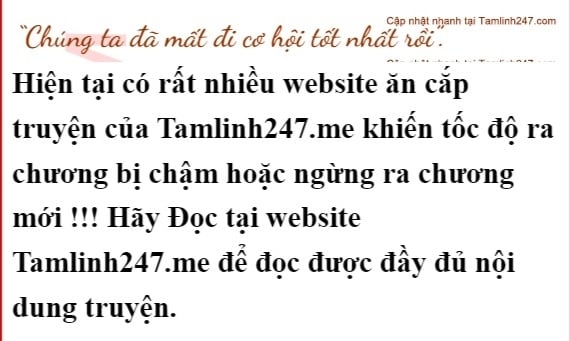 Cập nhật nhanh tại Tamlinh247.com
“Chúng ta đã mất đi cơ hội tốt nhất rồi”.
Hiện tại có rất nhiều website ăn cắp
truyện của Tamlinh247.me khiến tốc độ ra
chương bị chậm hoặc ngừng ra chương
mới !!! Hãy Đọc tại website
Tamlinh247.me để đọc được đầy đủ nội
dung truyện.